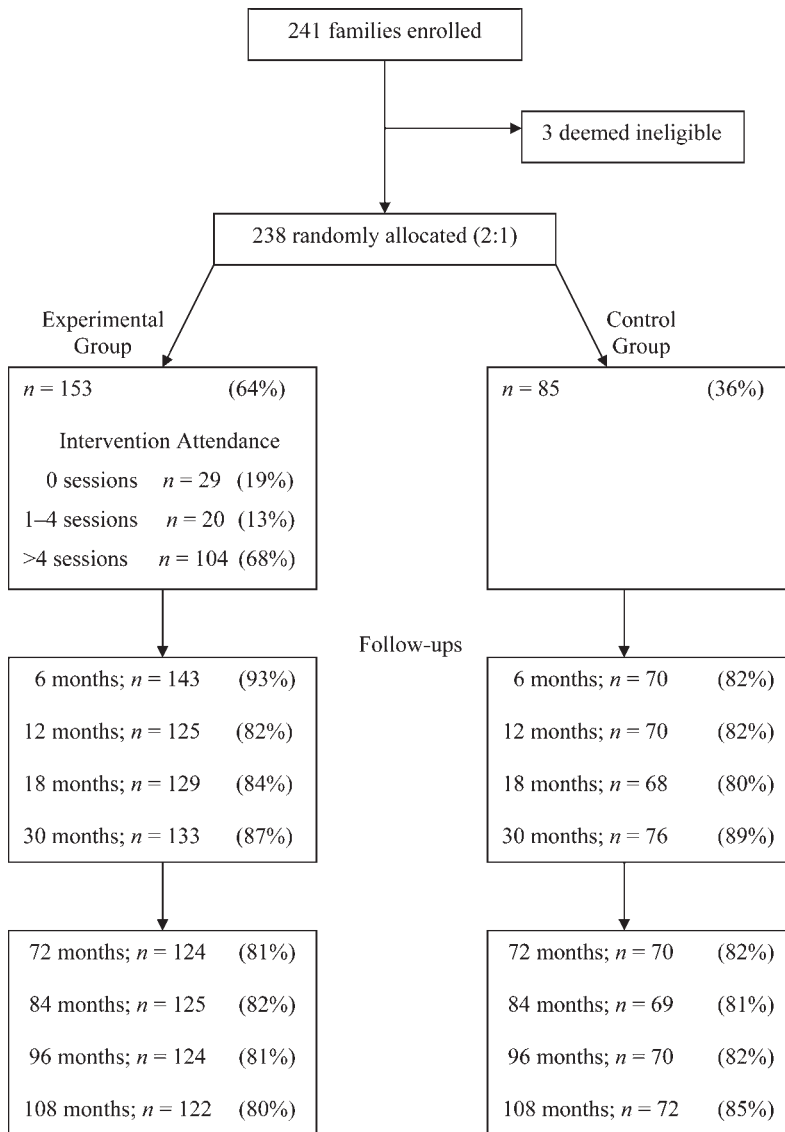 241 families enrolled
3 deemed ineligible
238 randomly allocated (2:1)
Experimental
Group
Control
Group
n = 153 (64%)
Intervention Attendance
0 sessions n = 29 (19%)
1–4 sessions n = 20 (13%)
>4 sessions n = 104 (68%)
n = 85 (36%)
Follow-ups
6 months; n = 143 (93%)
12 months; n = 125 (82%)
18 months; n = 129 (84%)
30 months; n = 133 (87%)
6 months; n = 70 (82%)
12 months; n = 70 (82%)
18 months; n = 68 (80%)
30 months; n = 76 (89%)
72 months; n = 124 (81%)
84 months; n = 125 (82%)
96 months; n = 124 (81%)
108 months; n = 122 (80%)
72 months; n = 70 (82%)
84 months; n = 69 (81%)
96 months; n = 70 (82%)
108 months; n = 72 (85%)